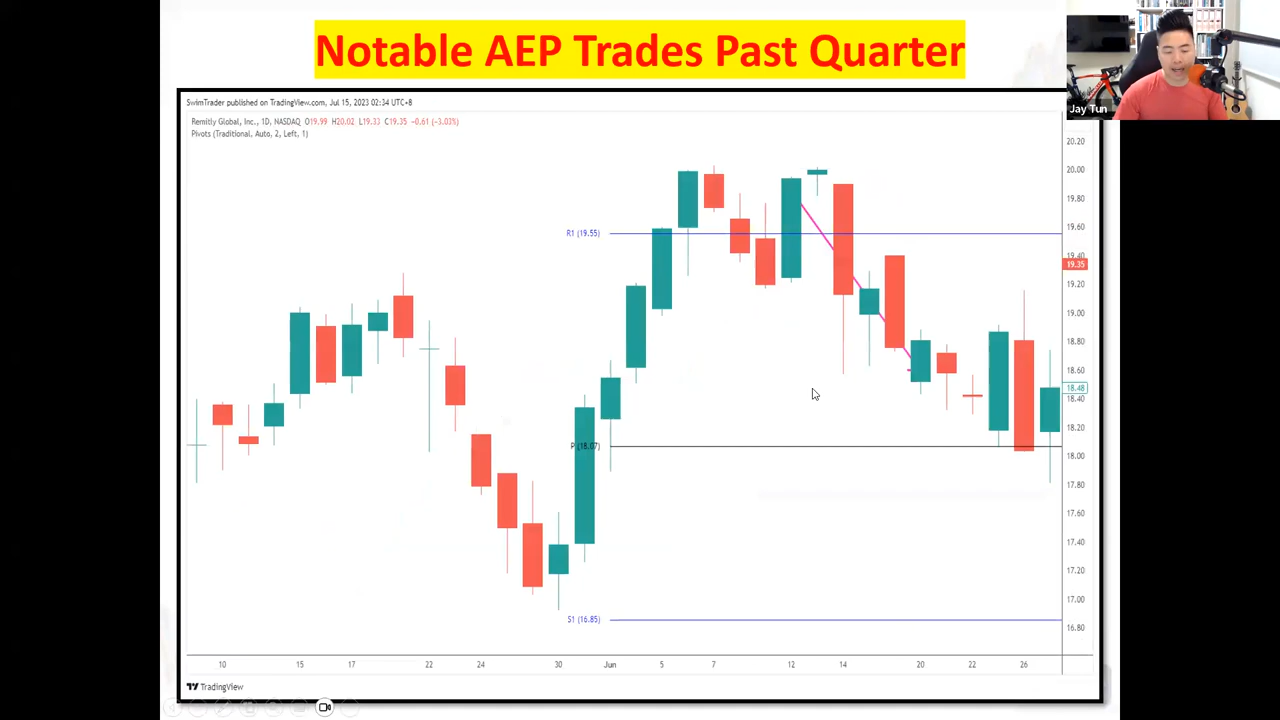 Notable AEP Trades Past Quarter
Jay Tun
SwimTrader published on TradingView.com, Jul 15, 2023 02:34 UTC+8
Remitly Global, Inc., 1D, NASDAQ O19.99 H20.02 L19.33 C19.35 −0.61 (−3.03%)
Pivots (Traditional, Auto, 2, Left, 1)
20.20
20.00
19.80
19.60
R1 (19.55)
19.40
19.35
19.20
19.00
18.80
18.60
18.48
18.40
18.20
P (18.07)
18.00
17.80
17.60
17.40
17.20
17.00
S1 (16.85)
16.80
10 15 17 22 24 30 Jun 5 7 12 14 20 22 26
TradingView